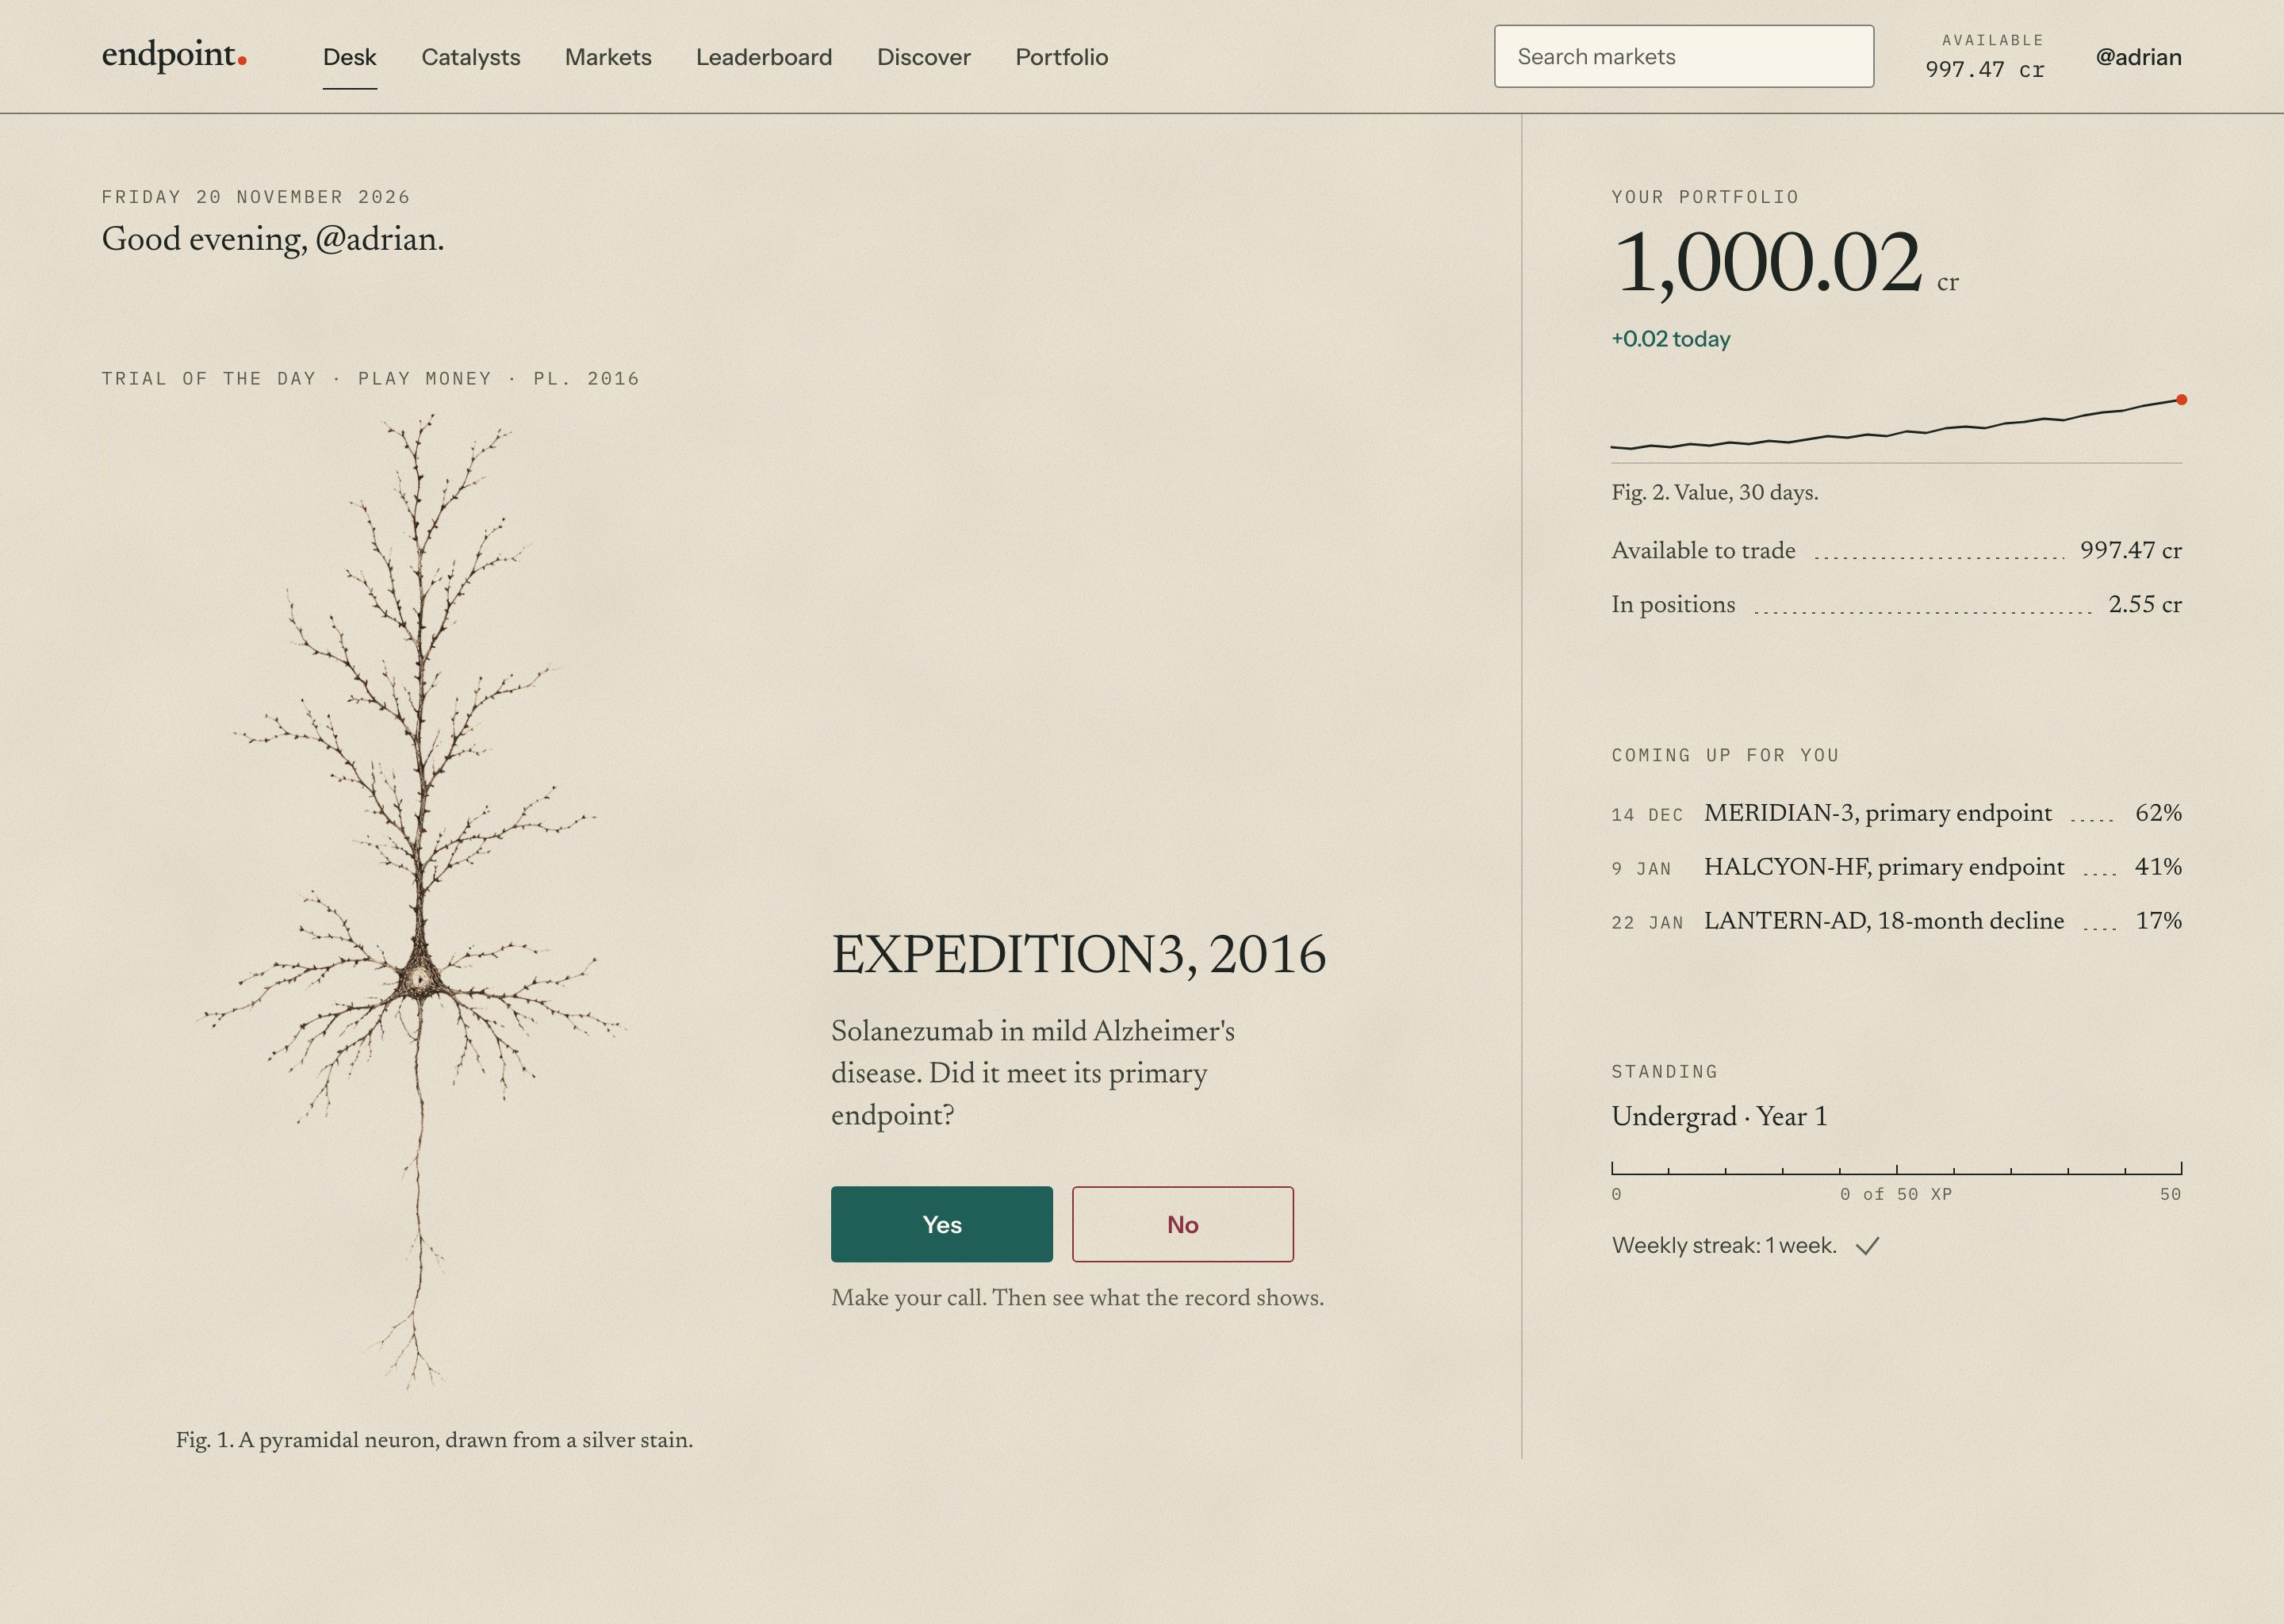 endpoint.
Desk
Catalysts
Markets
Leaderboard
Discover
Portfolio
Search markets
AVAILABLE
997.47 cr
@adrian
FRIDAY 20 NOVEMBER 2026
Good evening, @adrian.
TRIAL OF THE DAY · PLAY MONEY · PL. 2016
EXPEDITION3, 2016
Solanezumab in mild Alzheimer's
disease. Did it meet its primary
endpoint?
Yes
No
Make your call. Then see what the record shows.
Fig. 1. A pyramidal neuron, drawn from a silver stain.
YOUR PORTFOLIO
1,000.02 cr
+0.02 today
Fig. 2. Value, 30 days.
Available to trade 997.47 cr
In positions 2.55 cr
COMING UP FOR YOU
14 DEC MERIDIAN-3, primary endpoint 62%
9 JAN HALCYON-HF, primary endpoint 41%
22 JAN LANTERN-AD, 18-month decline 17%
STANDING
Undergrad · Year 1
0 0 of 50 XP 50
Weekly streak: 1 week.